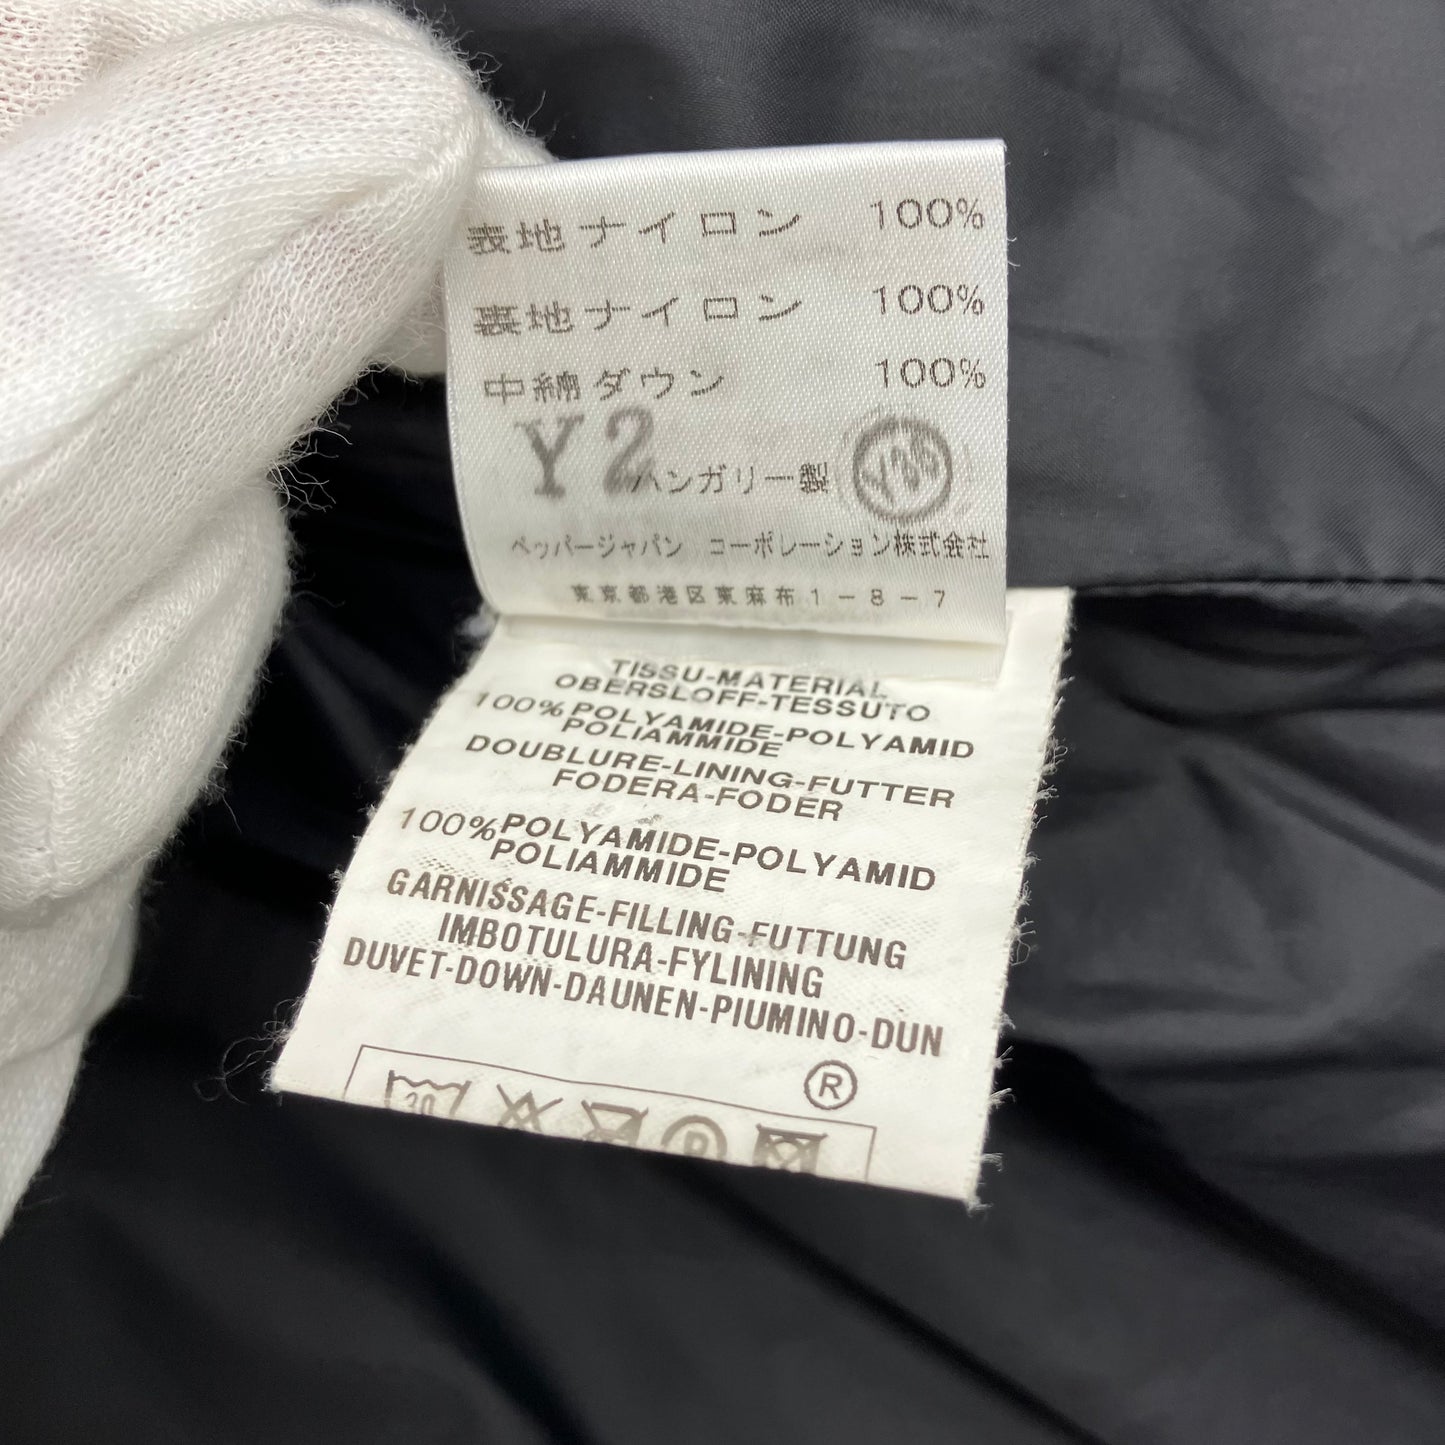 表地ナイロン 100%
裏地ナイロン 100%
中綿ダウン 100%
Y2
ハンガリー製
ペッパージャパン コーポレーション株式会社
東京都港区東麻布1-8-7
TISSU-MATERIAL
OBERSLOFF-TESSUTO
100% POLYAMIDE-POLYAMID
POLIAMMIDE
DOUBLURE-LINING-FUTTER
FODERA-FODER
100% POLYAMIDE-POLYAMID
POLIAMMIDE
GARNISSAGE-FILLING-FUTTUNG
IMBOTULURA-FYLINING
DUVET-DOWN-DAUNEN-PIUMINO-DUN
®
30 P